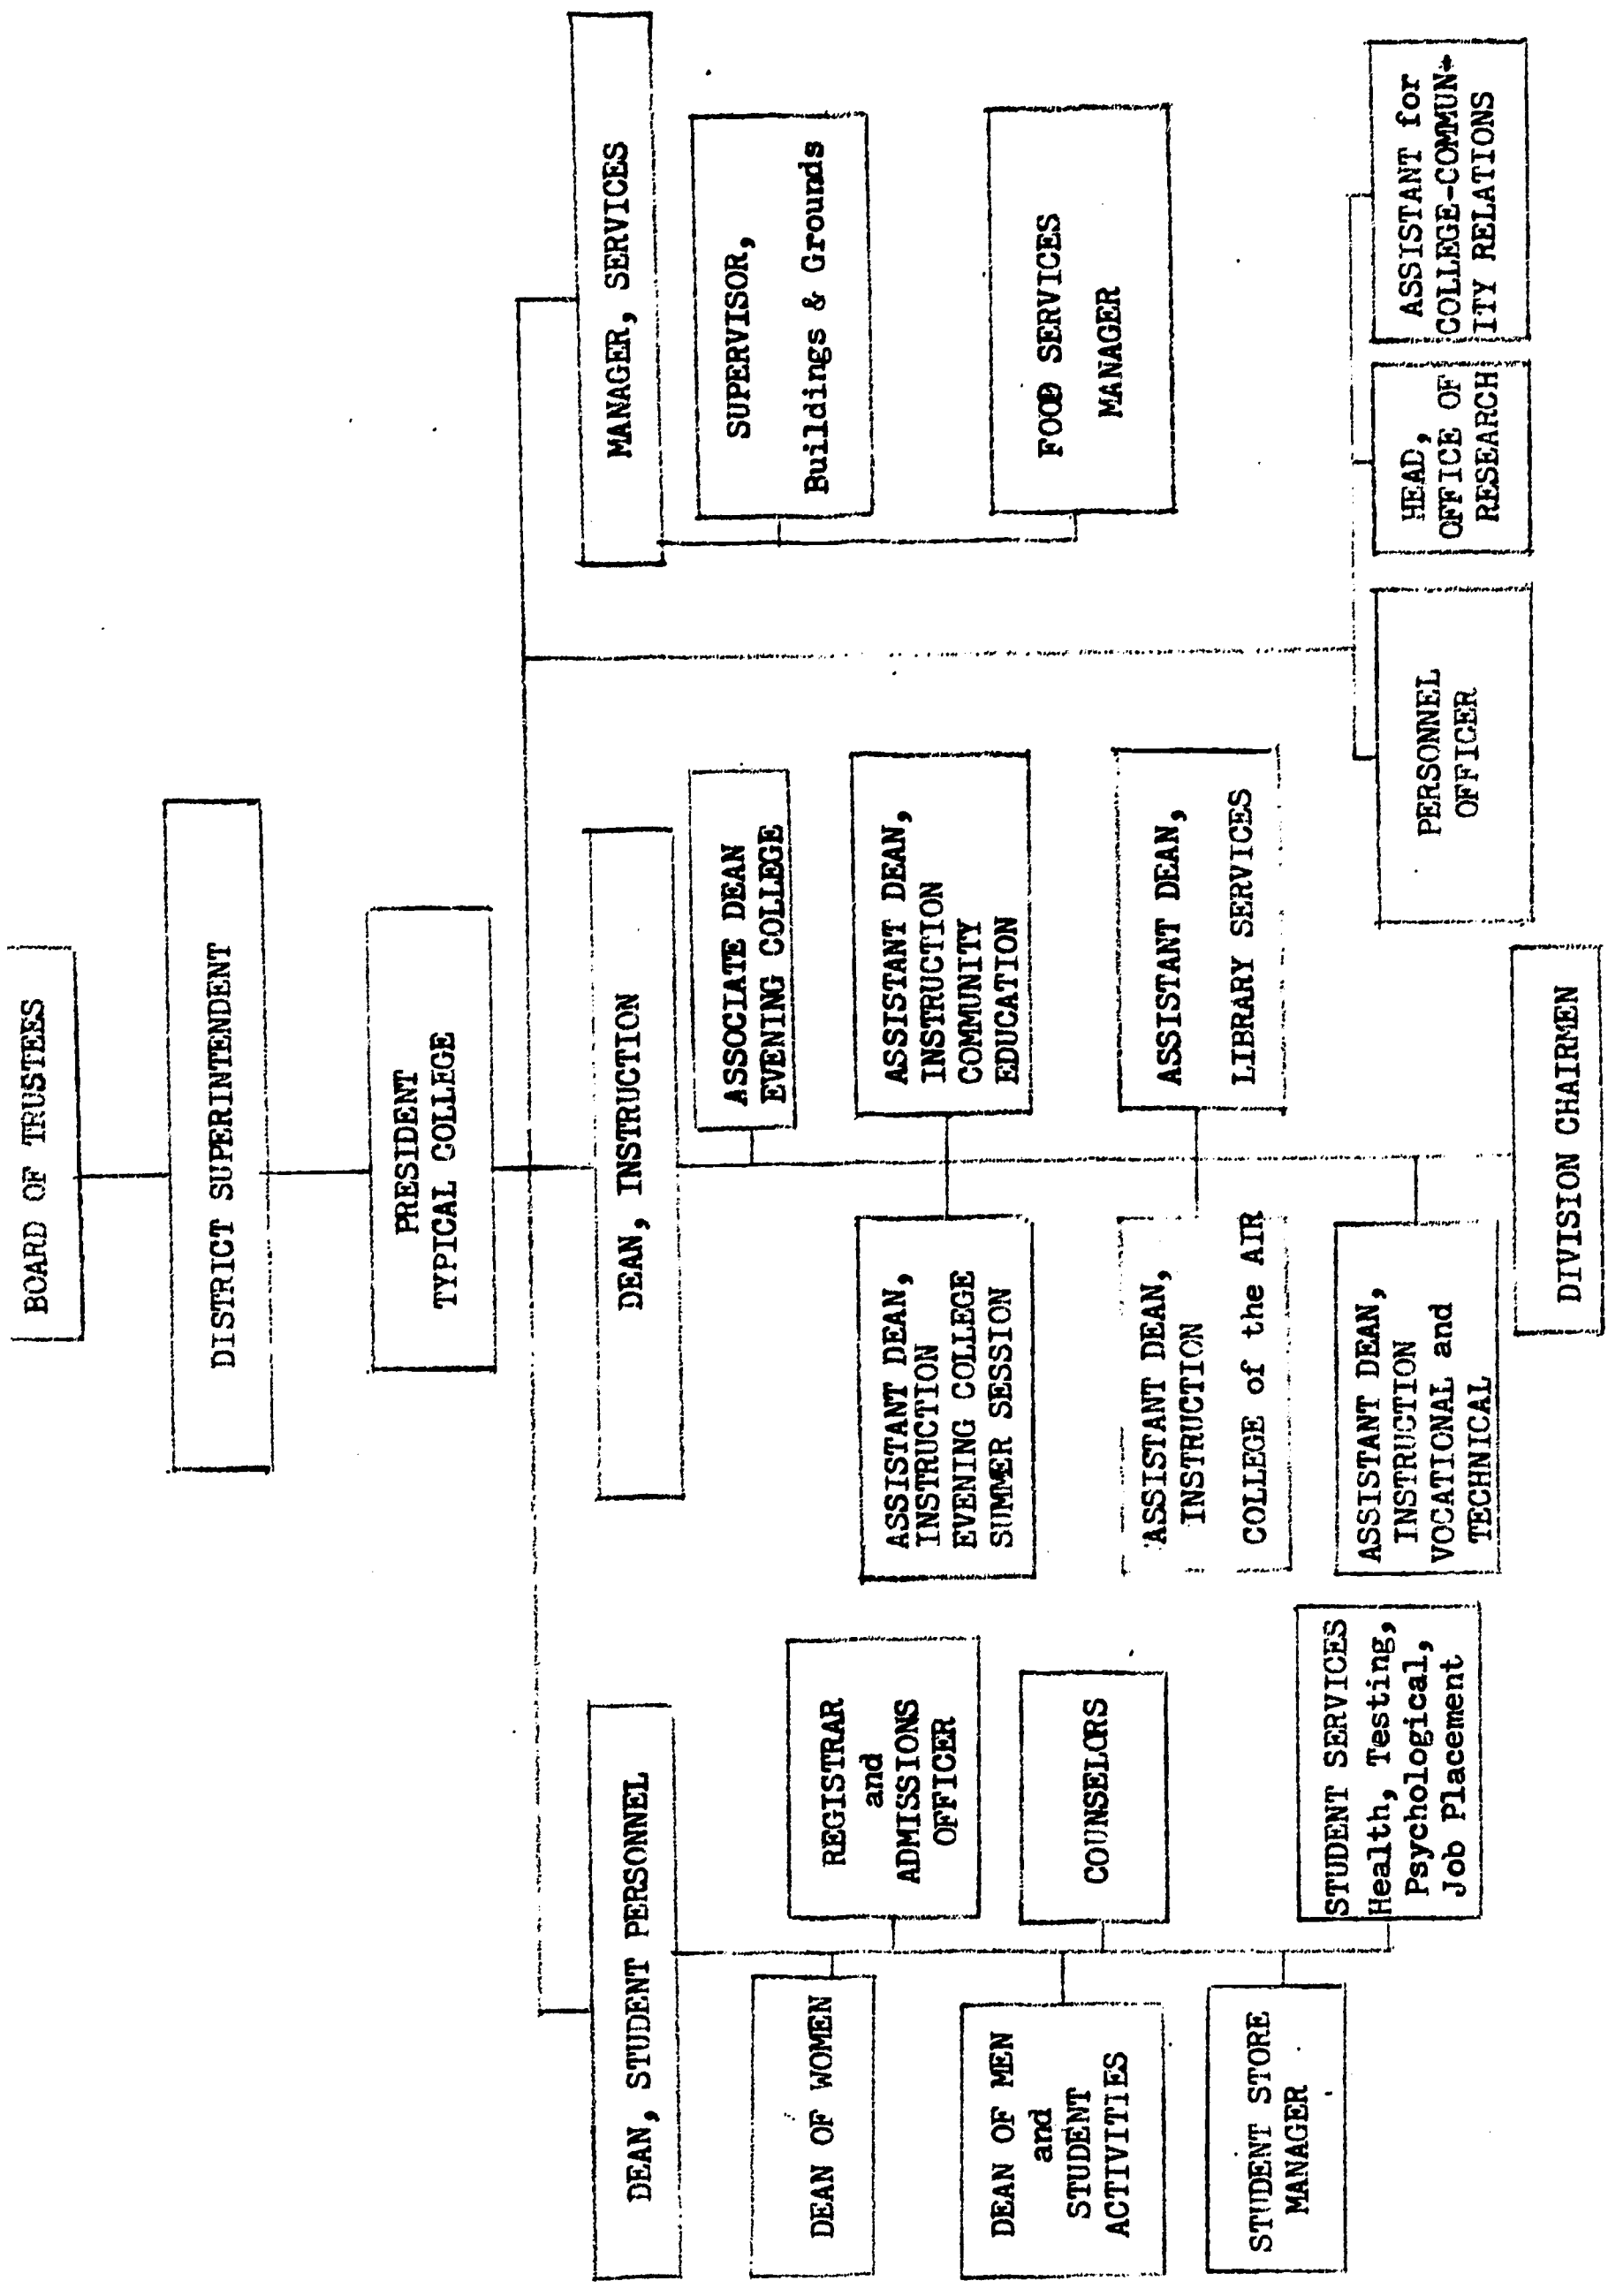 BOARD OF TRUSTEES
DISTRICT SUPERINTENDENT
PRESIDENT
TYPICAL COLLEGE
DEAN, STUDENT PERSONNEL
DEAN OF WOMEN
REGISTRAR
and
ADMISSIONS
OFFICER
DEAN OF MEN
and
STUDENT
ACTIVITIES
COUNSELORS
STUDENT STORE
MANAGER
STUDENT SERVICES
Health, Testing,
Psychological,
Job Placement
DEAN, INSTRUCTION
ASSOCIATE DEAN
EVENING COLLEGE
ASSISTANT DEAN,
INSTRUCTION
EVENING COLLEGE
SUMMER SESSION
ASSISTANT DEAN,
INSTRUCTION
COMMUNITY
EDUCATION
ASSISTANT DEAN,
INSTRUCTION
COLLEGE of the AIR
ASSISTANT DEAN,
LIBRARY SERVICES
ASSISTANT DEAN,
INSTRUCTION
VOCATIONAL and
TECHNICAL
DIVISION CHAIRMEN
MANAGER, SERVICES
SUPERVISOR,
Buildings & Grounds
FOOD SERVICES
MANAGER
PERSONNEL
OFFICER
HEAD,
OFFICE OF
RESEARCH
ASSISTANT for
COLLEGE-COMMUN-
ITY RELATIONS